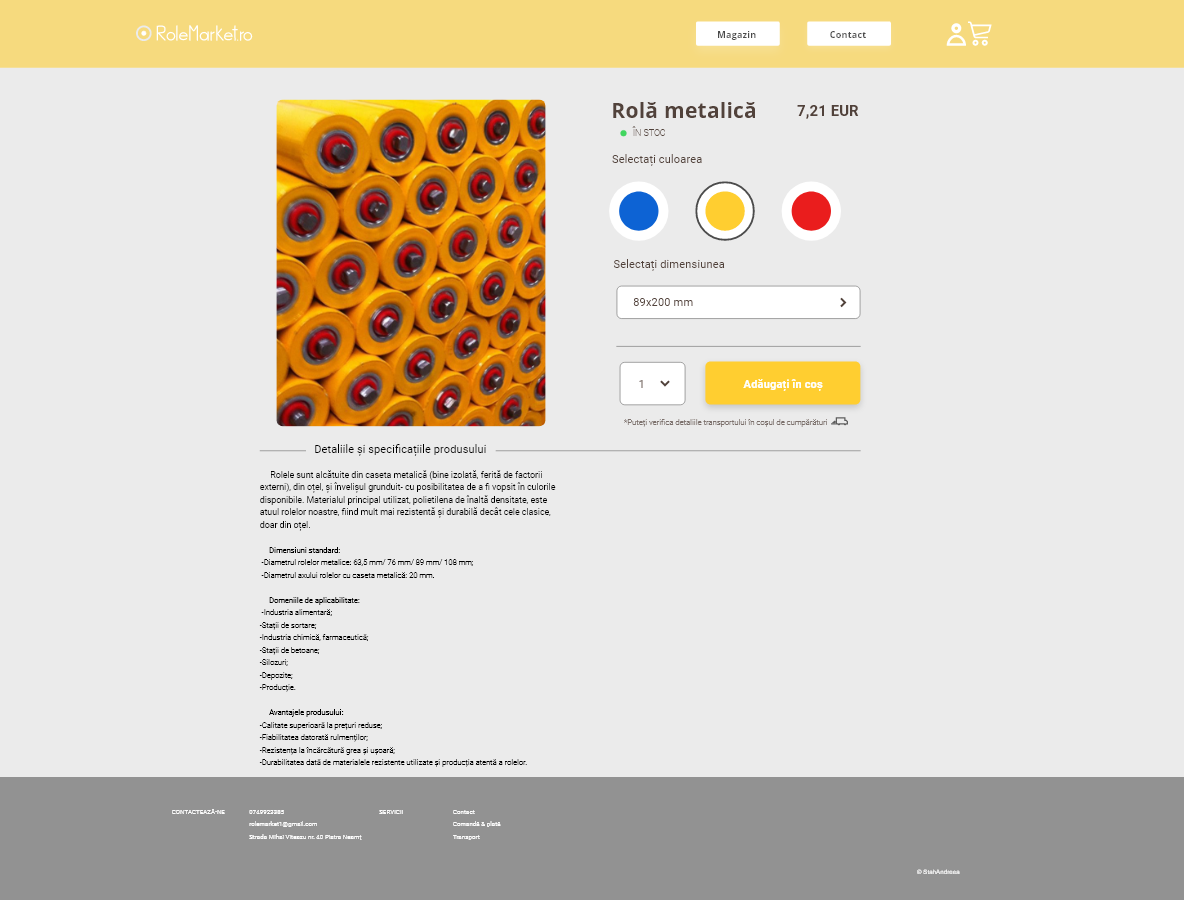 RoleMarket.ro
Magazin
Contact
Rolă metalică
7,21 EUR
ÎN STOC
Selectați culoarea
Selectați dimensiunea
89x200 mm
1
Adăugați în coș
*Puteți verifica detaliile transportului în coșul de cumpărături
Detaliile și specificațiile produsului
Rolele sunt alcătuite din caseta metalică (bine izolată, ferită de factorii
externi), din oțel, și învelișul grunduit- cu posibilitatea de a fi vopsit în culorile
disponibile. Materialul principal utilizat, polietilena de înaltă densitate, este
atuul rolelor noastre, fiind mult mai rezistentă și durabilă decât cele clasice,
doar din oțel.
Dimensiuni standard:
-Diametrul rolelor metalice: 63,5 mm/ 76 mm/ 89 mm/ 108 mm;
-Diametrul axului rolelor cu caseta metalică: 20 mm.
Domeniile de aplicabilitate:
-Industria alimentară;
-Stații de sortare;
-Industria chimică, farmaceutică;
-Stații de betoane;
-Silozuri;
-Depozite;
-Producție.
Avantajele produsului:
-Calitate superioară la prețuri reduse;
-Fiabilitatea datorată rulmenților;
-Rezistența la încărcătură grea și ușoară;
-Durabilitatea dată de materialele rezistente utilizate și producția atentă a rolelor.
CONTACTEAZĂ-NE
0749923385
rolemarket1@gmail.com
Strada Mihai Viteazu nr. 40 Piatra Neamț
SERVICII
Contact
Comandă & plată
Transport
© StahAndreea